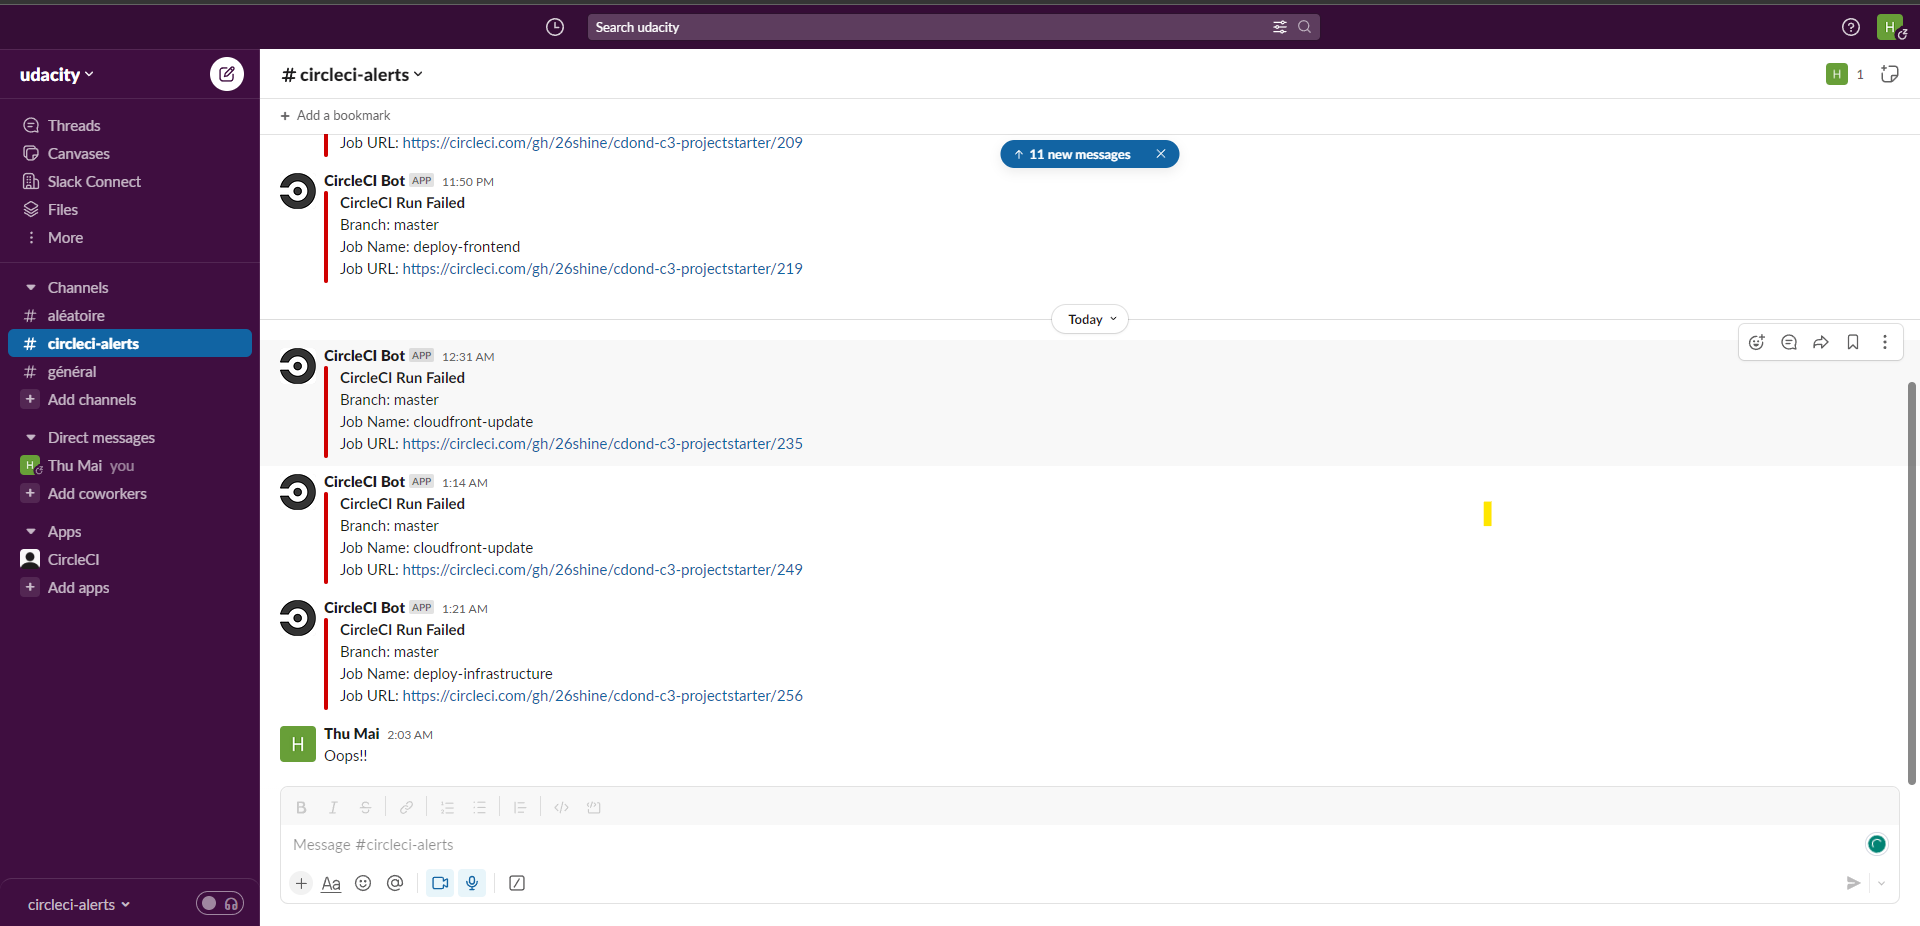 Search udacity
H
udacity
Threads
Canvases
Slack Connect
Files
More
Channels
# aléatoire
# circleci-alerts
# général
+ Add channels
Direct messages
H Thu Mai you
+ Add coworkers
Apps
CircleCI
+ Add apps
circleci-alerts
# circleci-alerts
H 1
+ Add a bookmark
Job URL: https://circleci.com/gh/26shine/cdond-c3-projectstarter/209
↑ 11 new messages ×
CircleCI Bot APP 11:50 PM
CircleCI Run Failed
Branch: master
Job Name: deploy-frontend
Job URL: https://circleci.com/gh/26shine/cdond-c3-projectstarter/219
Today
CircleCI Bot APP 12:31 AM
CircleCI Run Failed
Branch: master
Job Name: cloudfront-update
Job URL: https://circleci.com/gh/26shine/cdond-c3-projectstarter/235
CircleCI Bot APP 1:14 AM
CircleCI Run Failed
Branch: master
Job Name: cloudfront-update
Job URL: https://circleci.com/gh/26shine/cdond-c3-projectstarter/249
CircleCI Bot APP 1:21 AM
CircleCI Run Failed
Branch: master
Job Name: deploy-infrastructure
Job URL: https://circleci.com/gh/26shine/cdond-c3-projectstarter/256
H
Thu Mai 2:03 AM
Oops!!
B I S
Message #circleci-alerts
+ Aa @